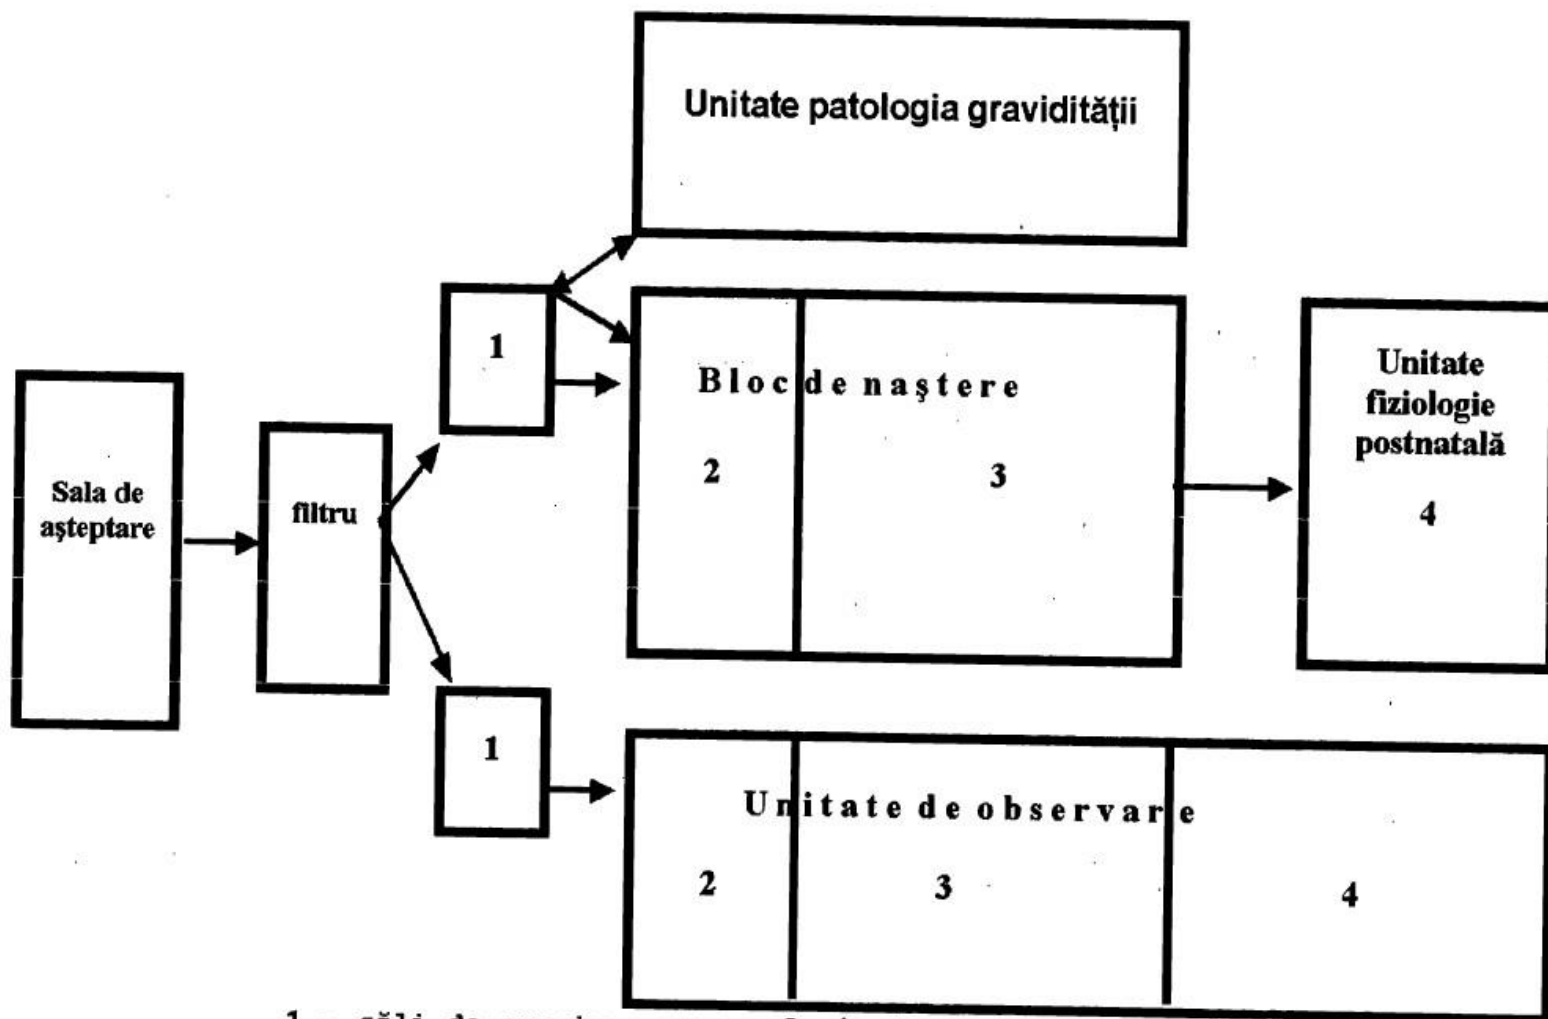 Unitate patologia gravidității
1
Bloc de naştere
2
3
Unitate
fiziologie
postnatală
4
Sala de
aşteptare
filtru
1
Unitate de observare
2
3
4
1